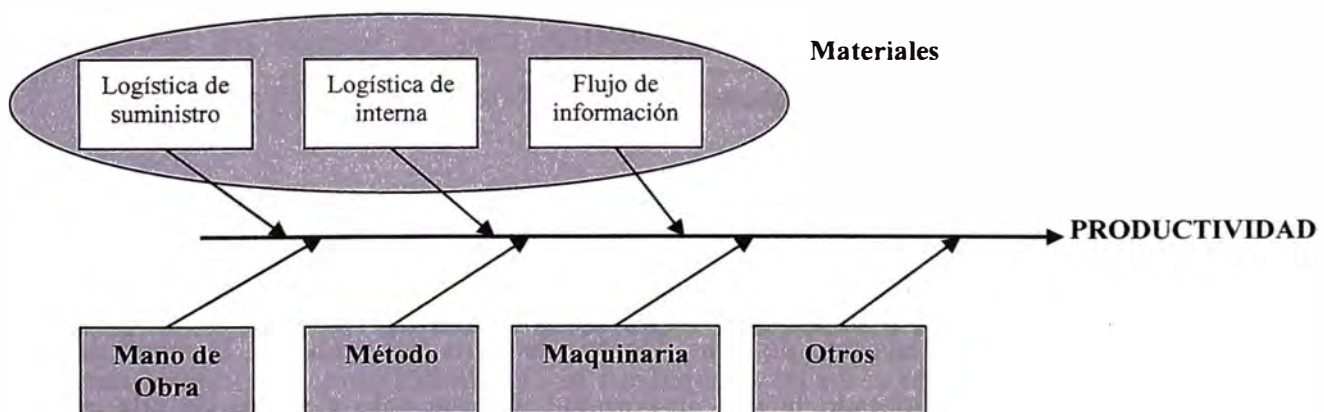 Materiales
Logística de
suministro
Logística de
interna
Flujo de
información
PRODUCTIVIDAD
Mano de
Obra
Método
Maquinaria
Otros